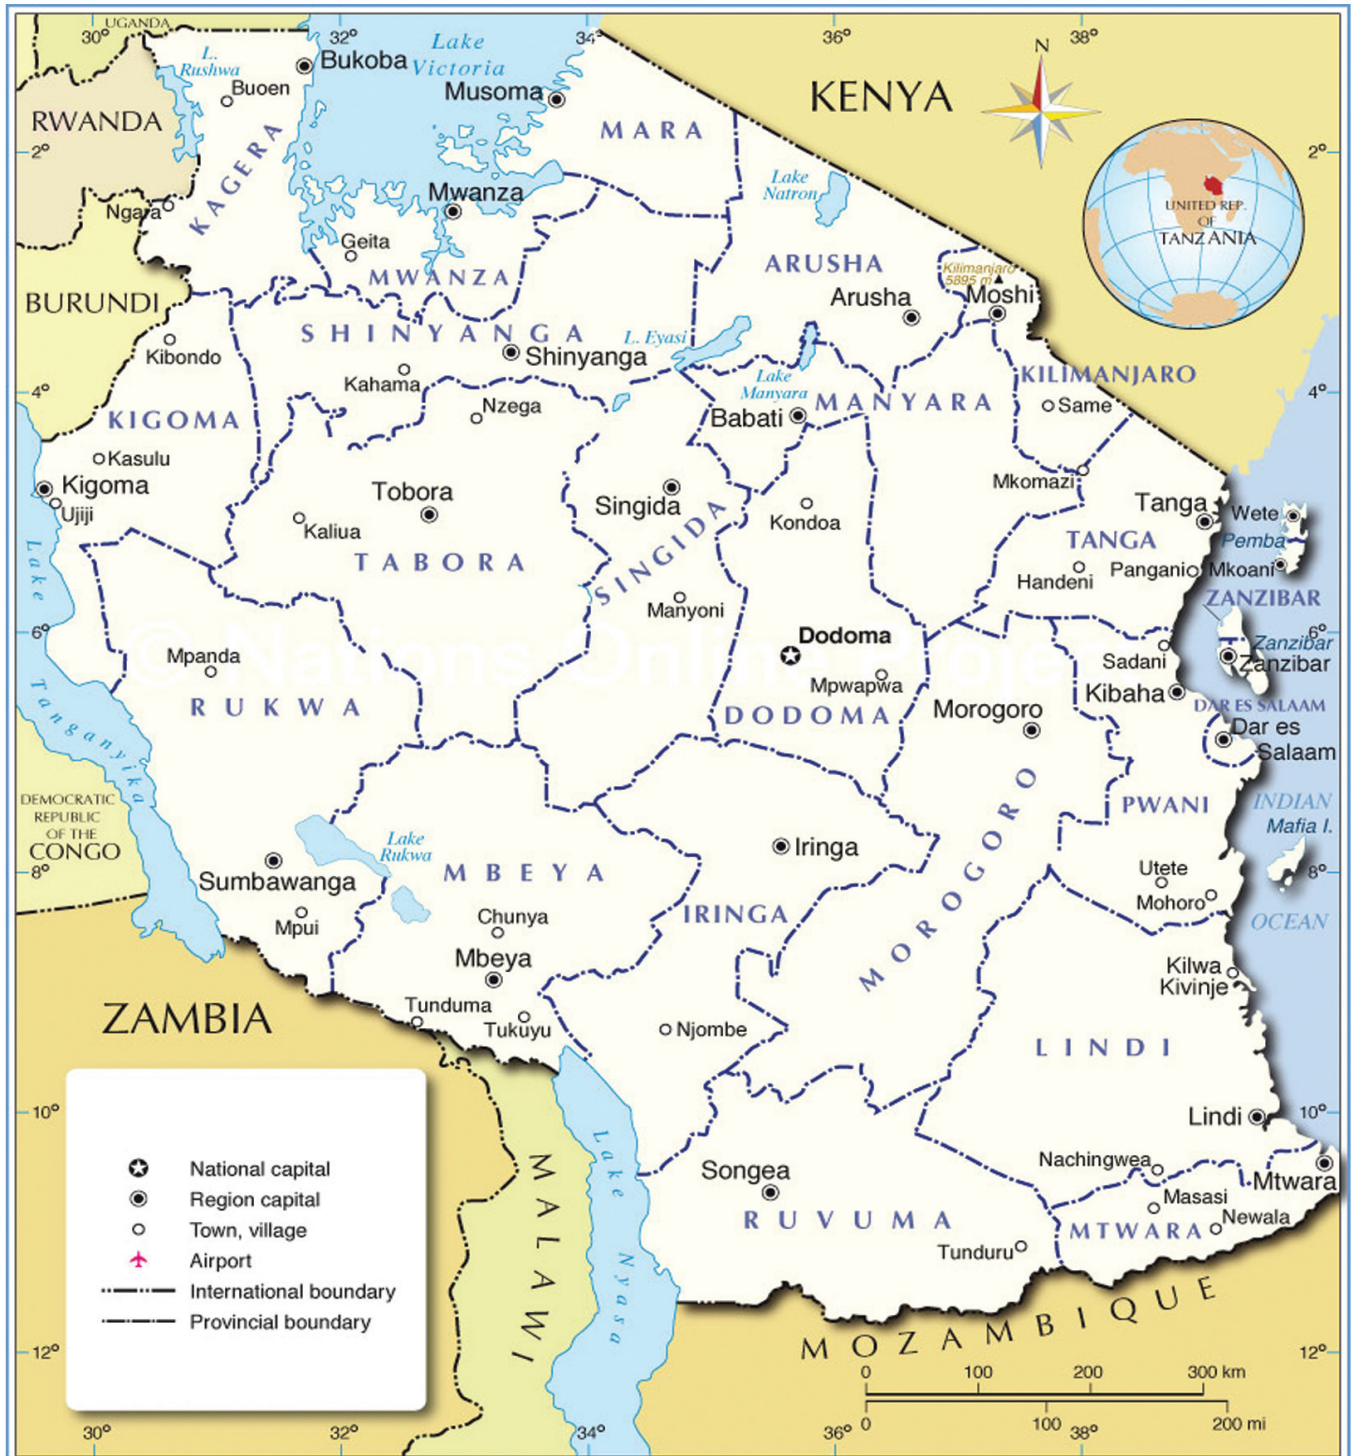 UGANDA
30°
32°
34°
36°
38°
Lake
Victoria
L.
Rushwa
Bukoba
Buoen
Musoma
KENYA
N
RWANDA
MARA
2°
2°
KAGERA
Lake
Natron
Mwanza
Ngara
Geita
UNITED REP.
OF
TANZANIA
MWANZA
ARUSHA
Kilimanjaro
5895 m
BURUNDI
Arusha
Moshi
SHINYANGA
L. Eyasi
Kibondo
Shinyanga
Kahama
Lake
Manyara
KILIMANJARO
4°
4°
Nzega
Babati
MANYARA
Same
KIGOMA
Kasulu
Kigoma
Ujiji
Tobora
Singida
Mkomazi
Tanga
Wete
Kaliua
Kondoa
TANGA
Pemba
TABORA
SINGIDA
Handeni
Pangani
Mkoani
Manyoni
ZANZIBAR
6°
6°
© Nations Online Project
Dodoma
Zanzibar
Zanzibar
Mpanda
Sadani
Mpwapwa
Kibaha
RUKWA
DODOMA
Morogoro
DAR ES SALAAM
Dar es
Salaam
Lake
Tanganyika
DEMOCRATIC
REPUBLIC
OF THE
CONGO
PWANI
INDIAN
Mafia I.
Lake
Rukwa
Iringa
8°
8°
Sumbawanga
MBEYA
Utete
Mohoro
Mpui
Chunya
IRINGA
MOROGORO
OCEAN
Mbeya
Kilwa
Kivinje
ZAMBIA
Tunduma
Tukuyu
Njombe
LINDI
10°
10°
Lindi
National capital
Region capital
Town, village
Airport
International boundary
Provincial boundary
Nachingwea
Mtwara
Songea
Masasi
Newala
RUVUMA
MTWARA
Tunduru
MALAWI
Lake Nyasa
MOZAMBIQUE
12°
12°
0 100 200 300 km
0 100 200 mi
30°
32°
34°
36°
38°